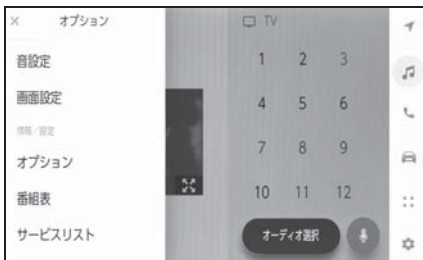 × オプション
音設定
画面設定
情報／設定
オプション
番組表
サービスリスト
TV
1 2 3
4 5 6
7 8 9
10 11 12
オーディオ選択